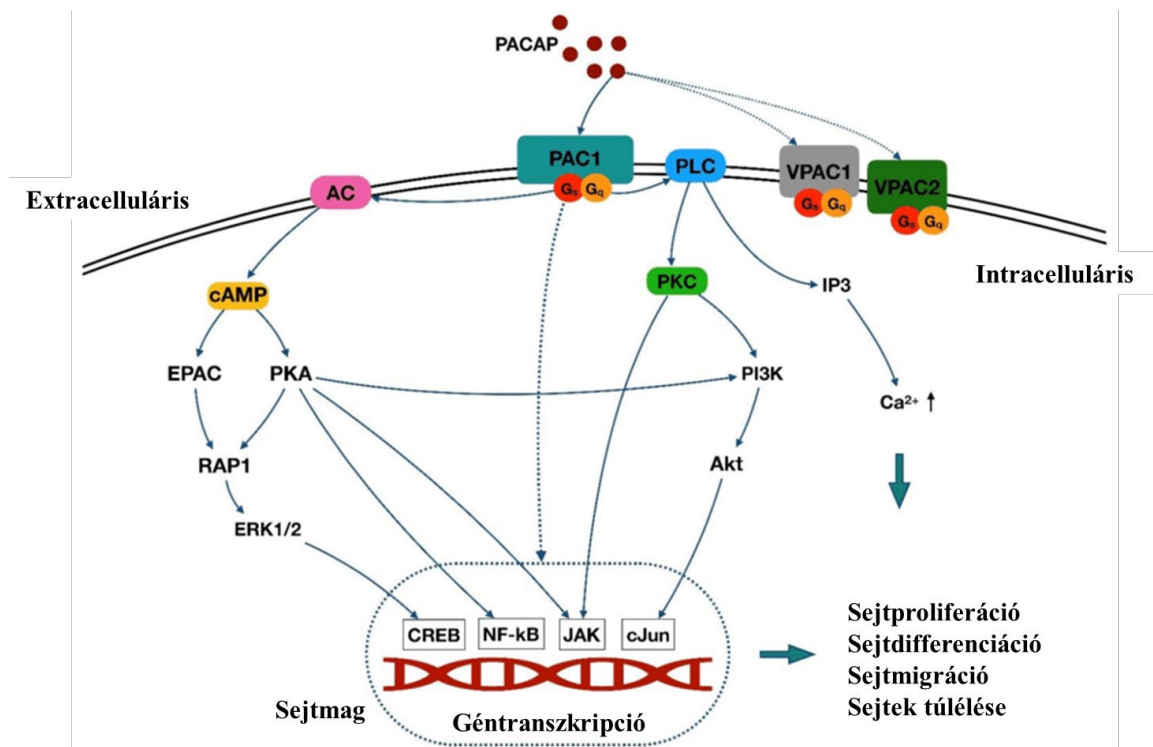 PACAP
PAC1
PLC
VPAC1
VPAC2
AC
Gs
Gq
Gs
Gq
Gs
Gq
Extracelluláris
Intracelluláris
cAMP
PKC
IP3
EPAC
PKA
PI3K
Ca²⁺ ↑
RAP1
Akt
ERK1/2
CREB
NF-kB
JAK
cJun
Sejtmag
Géntranszkripció
Sejtproliferáció
Sejtdifferenciáció
Sejtmigráció
Sejtek túlélése